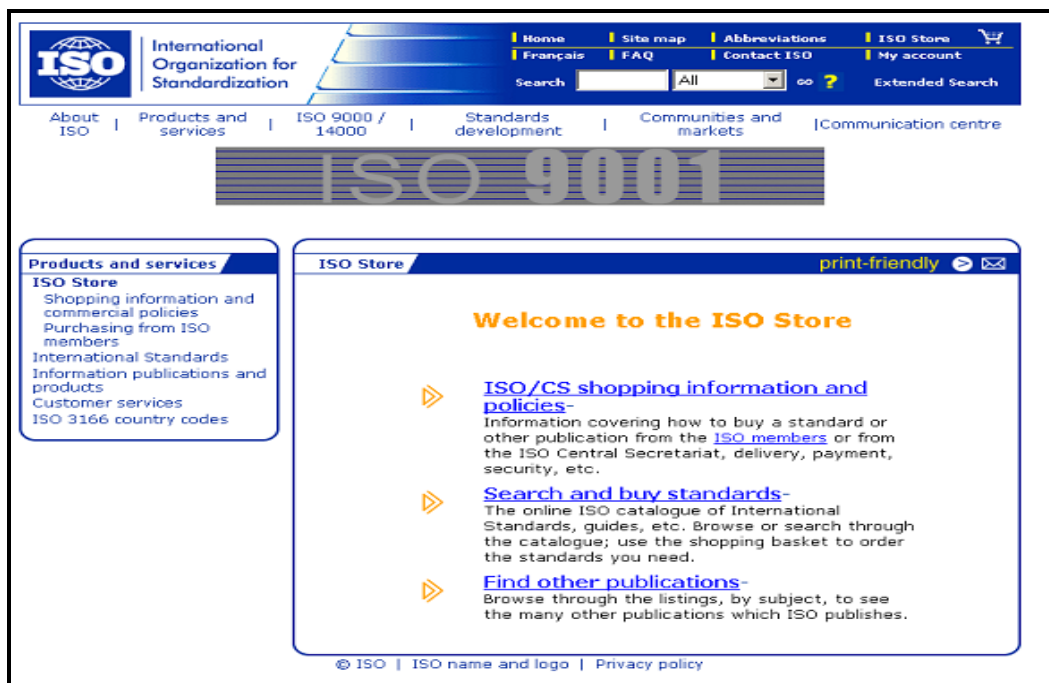 ISO
International
Organization for
Standardization
Home Site map Abbreviations ISO Store
Français FAQ Contact ISO My account
Search All GO ? Extended Search
About ISO | Products and services | ISO 9000 / 14000 | Standards development | Communities and markets |Communication centre
ISO 9001
Products and services
ISO Store
Shopping information and
commercial policies
Purchasing from ISO
members
International Standards
Information publications and
products
Customer services
ISO 3166 country codes
ISO Store print-friendly
Welcome to the ISO Store
ISO/CS shopping information and
policies-
Information covering how to buy a standard or
other publication from the ISO members or from
the ISO Central Secretariat, delivery, payment,
security, etc.
Search and buy standards-
The online ISO catalogue of International
Standards, guides, etc. Browse or search through
the catalogue; use the shopping basket to order
the standards you need.
Find other publications-
Browse through the listings, by subject, to see
the many other publications which ISO publishes.
© ISO | ISO name and logo | Privacy policy